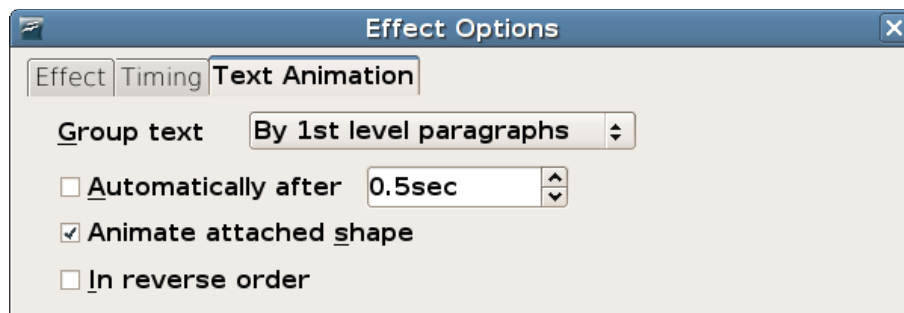 Effect Options
Effect Timing Text Animation
Group text By 1st level paragraphs
Automatically after 0.5sec
Animate attached shape
In reverse order